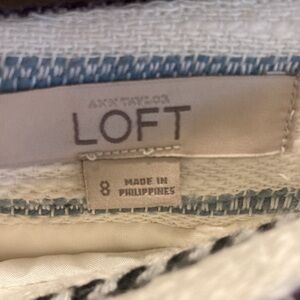 ANN TAYLOR
LOFT
8 MADE IN
PHILIPPINES